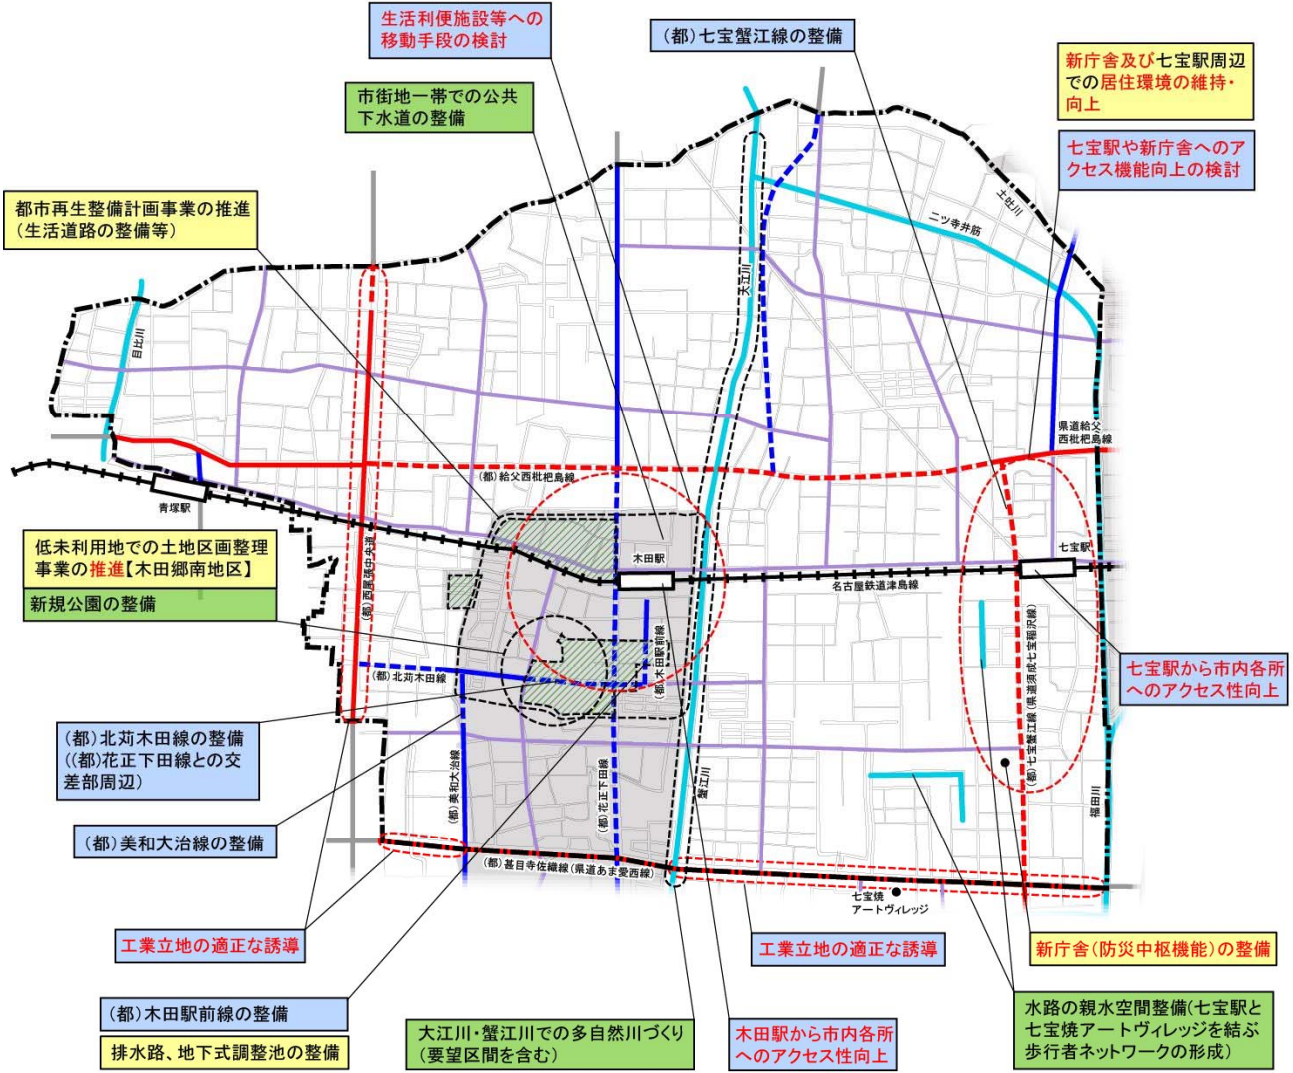 生活利便施設等への
移動手段の検討
(都)七宝蟹江線の整備
新庁舎及び七宝駅周辺
での居住環境の維持・
向上
市街地一帯での公共
下水道の整備
七宝駅や新庁舎へのア
クセス機能向上の検討
都市再生整備計画事業の推進
(生活道路の整備等)
土吐川
二ツ寺井筋
大江川
目比川
県道給父
西枇杷島線
(都)給父西枇杷島線
青塚駅
木田駅
七宝駅
名古屋鉄道津島線
低未利用地での土地区画整理
事業の推進【木田郷南地区】
新規公園の整備
(都)西尾張中央道
(都)木田駅前線
(都)七宝蟹江線(県道須成七宝稲沢線)
(都)北苅木田線
七宝駅から市内各所
へのアクセス性向上
(都)北苅木田線の整備
((都)花正下田線との交
差部周辺)
(都)美和大治線
(都)花正下田線
蟹江川
福田川
(都)美和大治線の整備
(都)甚目寺佐織線(県道あま愛西線)
七宝焼
アートヴィレッジ
工業立地の適正な誘導
工業立地の適正な誘導
新庁舎(防災中枢機能)の整備
(都)木田駅前線の整備
排水路、地下式調整池の整備
大江川・蟹江川での多自然川づくり
(要望区間を含む)
木田駅から市内各所
へのアクセス性向上
水路の親水空間整備(七宝駅と
七宝焼アートヴィレッジを結ぶ
歩行者ネットワークの形成)